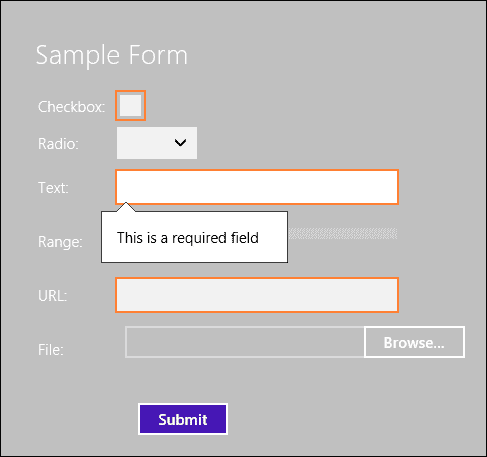 Sample Form
Checkbox:
Radio:
Text:
This is a required field
Range:
URL:
File:
Browse...
Submit